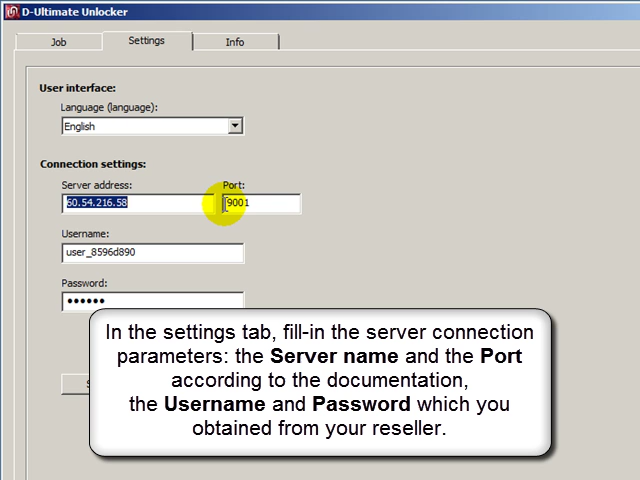 D-Ultimate Unlocker
Job Settings Info
User interface:
Language (language):
English
Connection settings:
Server address: Port:
60.54.216.58 9001
Username:
user_8596d890
Password:
●●●●●●
In the settings tab, fill-in the server connection
parameters: the Server name and the Port
according to the documentation,
the Username and Password which you
obtained from your reseller.